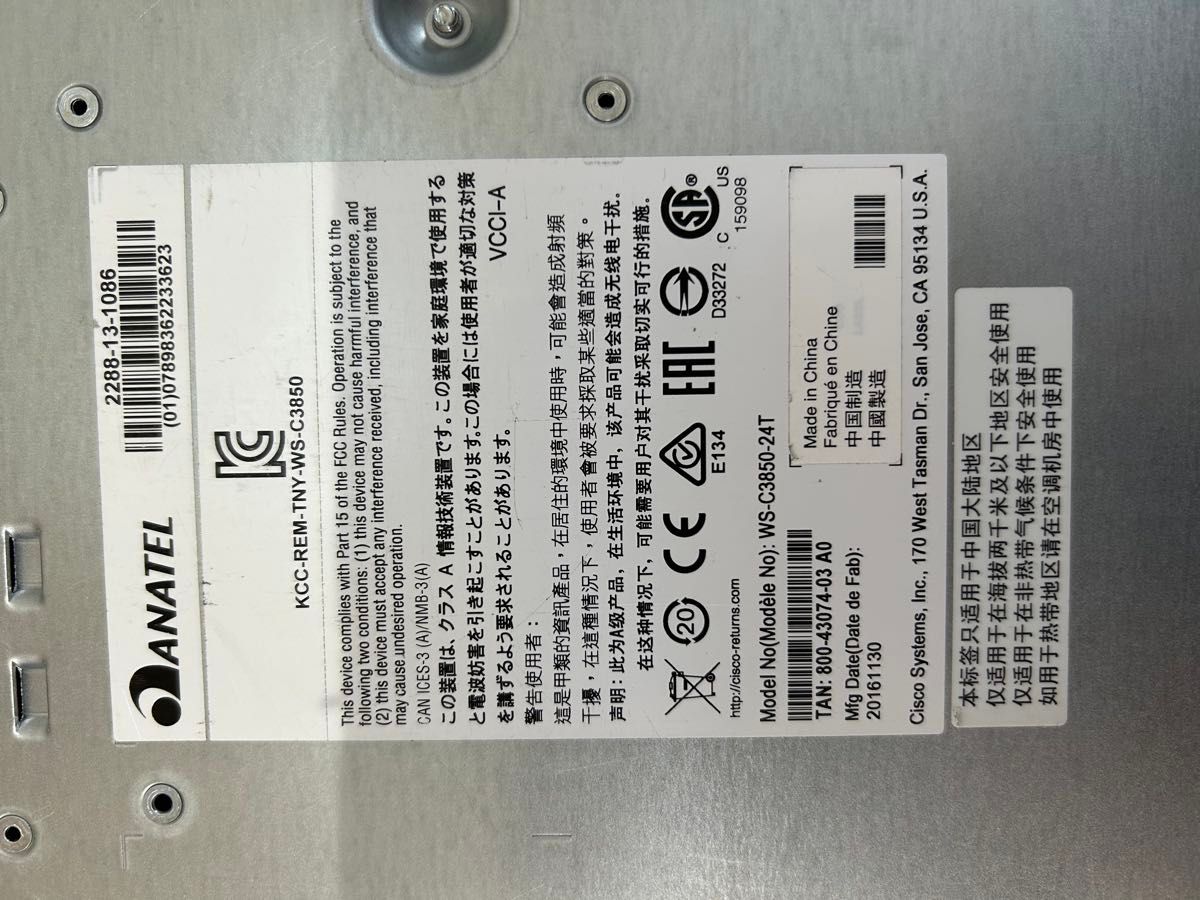 ANATEL
2288-13-1086
(01)07898362233623
KCC-REM-TNY-WS-C3850
This device complies with Part 15 of the FCC Rules. Operation is subject to the
following two conditions: (1) this device may not cause harmful interference, and
(2) this device must accept any interference received, including interference that
may cause undesired operation.
CAN ICES-3 (A)/NMB-3(A)
この装置は、クラス A 情報技術装置です。この装置を家庭環境で使用する
と電波妨害を引き起こすことがあります。この場合には使用者が適切な対策
を講ずるよう要求されることがあります。
VCCI-A
警告使用者：
這是甲類的資訊產品，在居住的環境中使用時，可能會造成射頻
干擾，在這種情況下，使用者會被要求採取某些適當的對策。
声明：此为A级产品，在生活环境中，该产品可能会造成无线电干扰。
在这种情况下，可能需要用户对其干扰采取切实可行的措施。
20
CE
E134
EAC
D33272
SA®
C US
159098
http://cisco-returns.com
Model No(Modèle No): WS-C3850-24T
TAN: 800-43074-03 A0
Mfg Date(Date de Fab):
20161130
Made in China
Fabriqué en Chine
中国制造
中國製造
Cisco Systems, Inc., 170 West Tasman Dr., San Jose, CA 95134 U.S.A.
本标签只适用于中国大陆地区
仅适用于在海拔两千米及以下地区安全使用
仅适用于在非热带气候条件下安全使用
如用于热带地区请在空调机房中使用